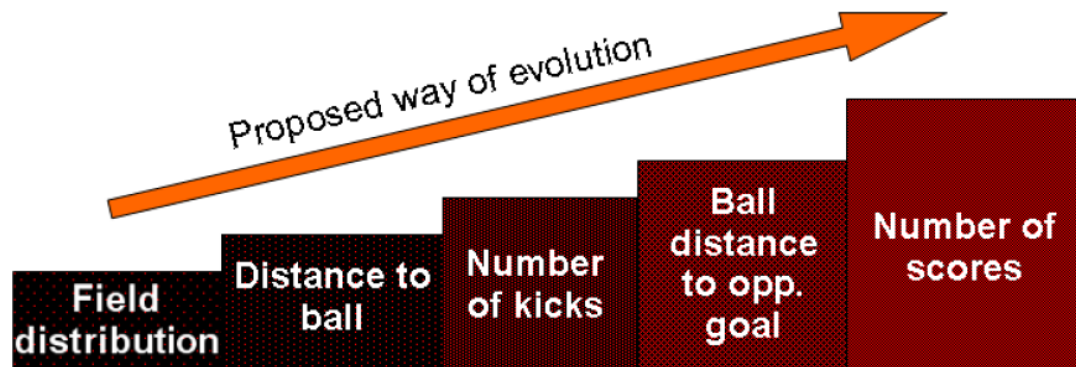 Proposed way of evolution
Field
distribution
Distance to
ball
Number
of kicks
Ball
distance
to opp.
goal
Number of
scores